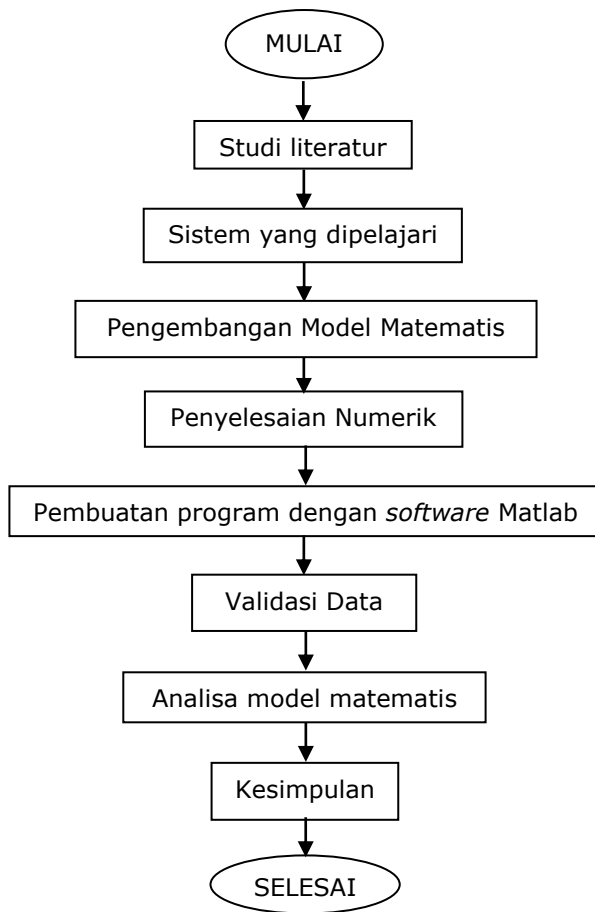 MULAI
Studi literatur
Sistem yang dipelajari
Pengembangan Model Matematis
Penyelesaian Numerik
Pembuatan program dengan software Matlab
Validasi Data
Analisa model matematis
Kesimpulan
SELESAI